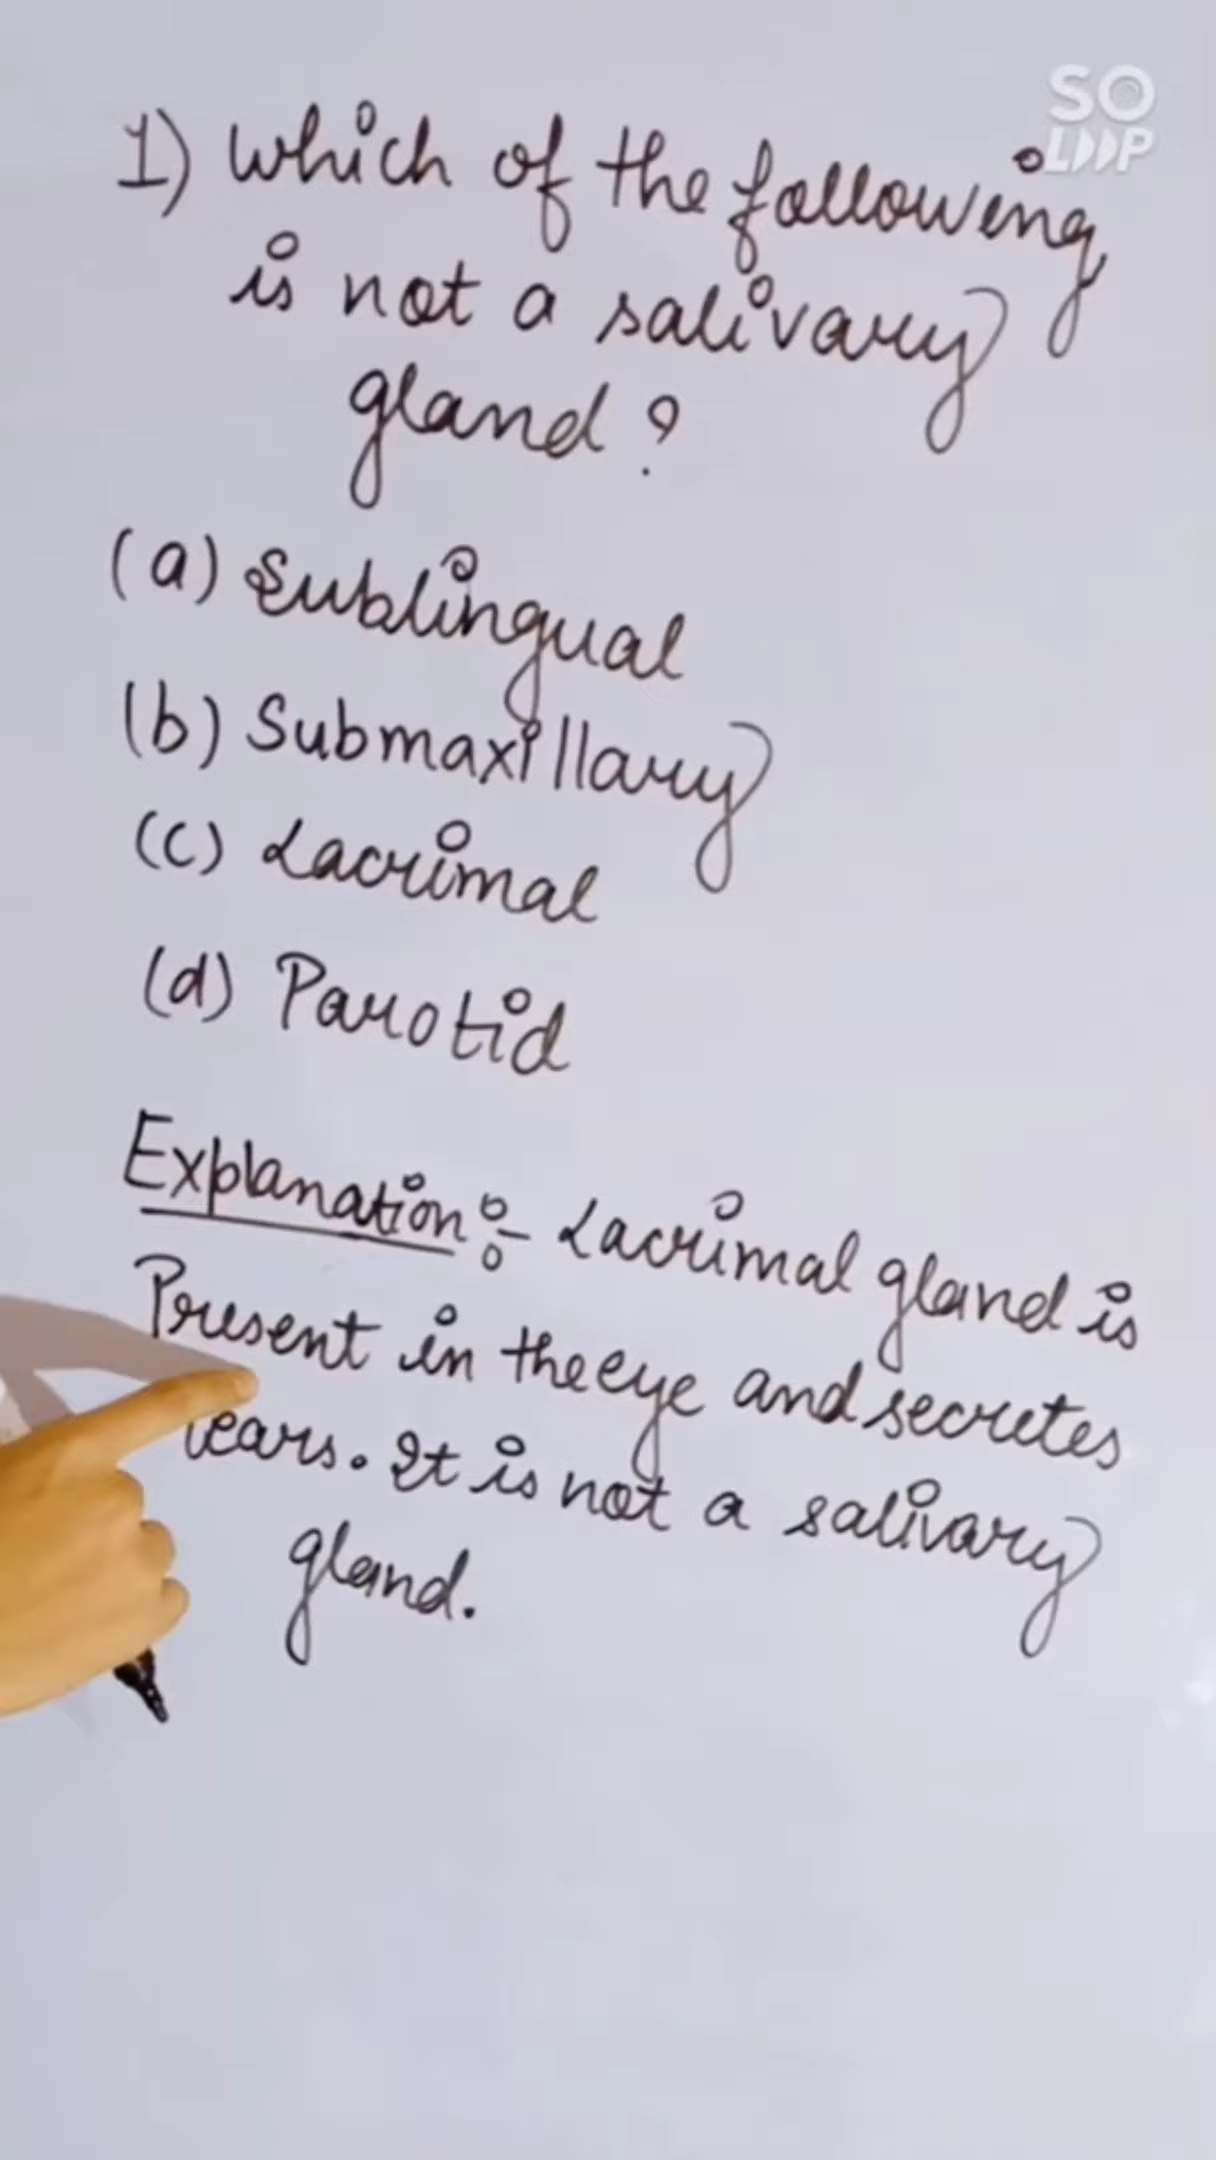 SO
LOOP
1) Which of the following
is not a salivary
gland?
(a) Sublingual
(b) Submaxillary
(c) Lacrimal
(d) Parotid
Explanation:- Lacrimal gland is
Present in the eye and secretes
tears. It is not a salivary
gland.